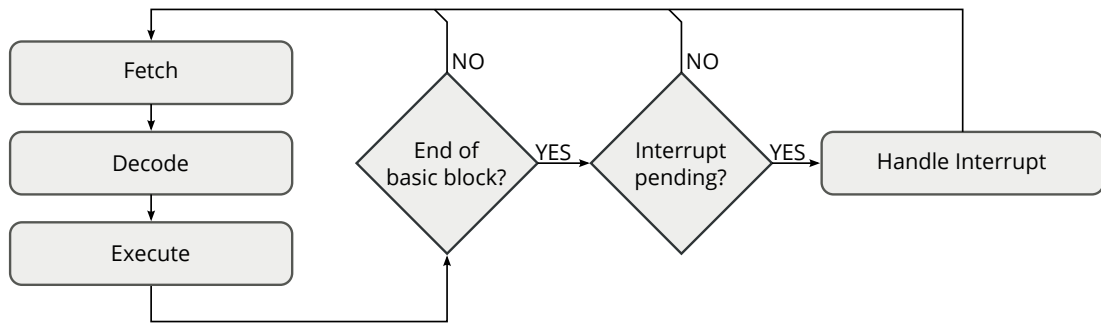 Fetch
Decode
Execute
End of
basic block?
NO
YES
Interrupt
pending?
NO
YES
Handle Interrupt